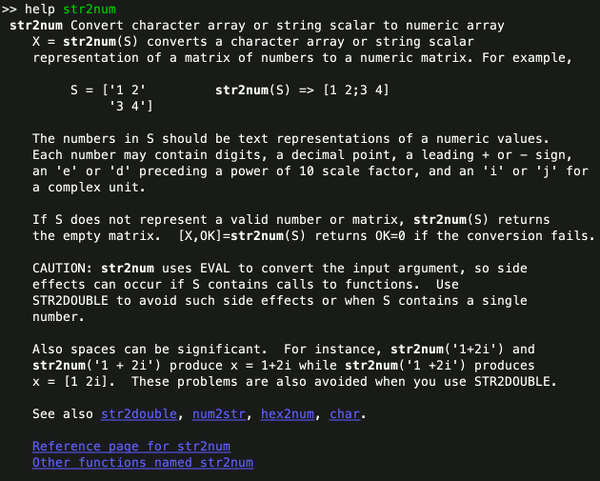 >> help str2num
str2num Convert character array or string scalar to numeric array
X = str2num(S) converts a character array or string scalar
representation of a matrix of numbers to a numeric matrix. For example,
S = ['1 2' str2num(S) => [1 2;3 4]
'3 4']
The numbers in S should be text representations of a numeric values.
Each number may contain digits, a decimal point, a leading + or - sign,
an 'e' or 'd' preceding a power of 10 scale factor, and an 'i' or 'j' for
a complex unit.
If S does not represent a valid number or matrix, str2num(S) returns
the empty matrix.  [X,OK]=str2num(S) returns OK=0 if the conversion fails.
CAUTION: str2num uses EVAL to convert the input argument, so side
effects can occur if S contains calls to functions.  Use
STR2DOUBLE to avoid such side effects or when S contains a single
number.
Also spaces can be significant.  For instance, str2num('1+2i') and
str2num('1 + 2i') produce x = 1+2i while str2num('1 +2i') produces
x = [1 2i].  These problems are also avoided when you use STR2DOUBLE.
See also str2double, num2str, hex2num, char.
Reference page for str2num
Other functions named str2num